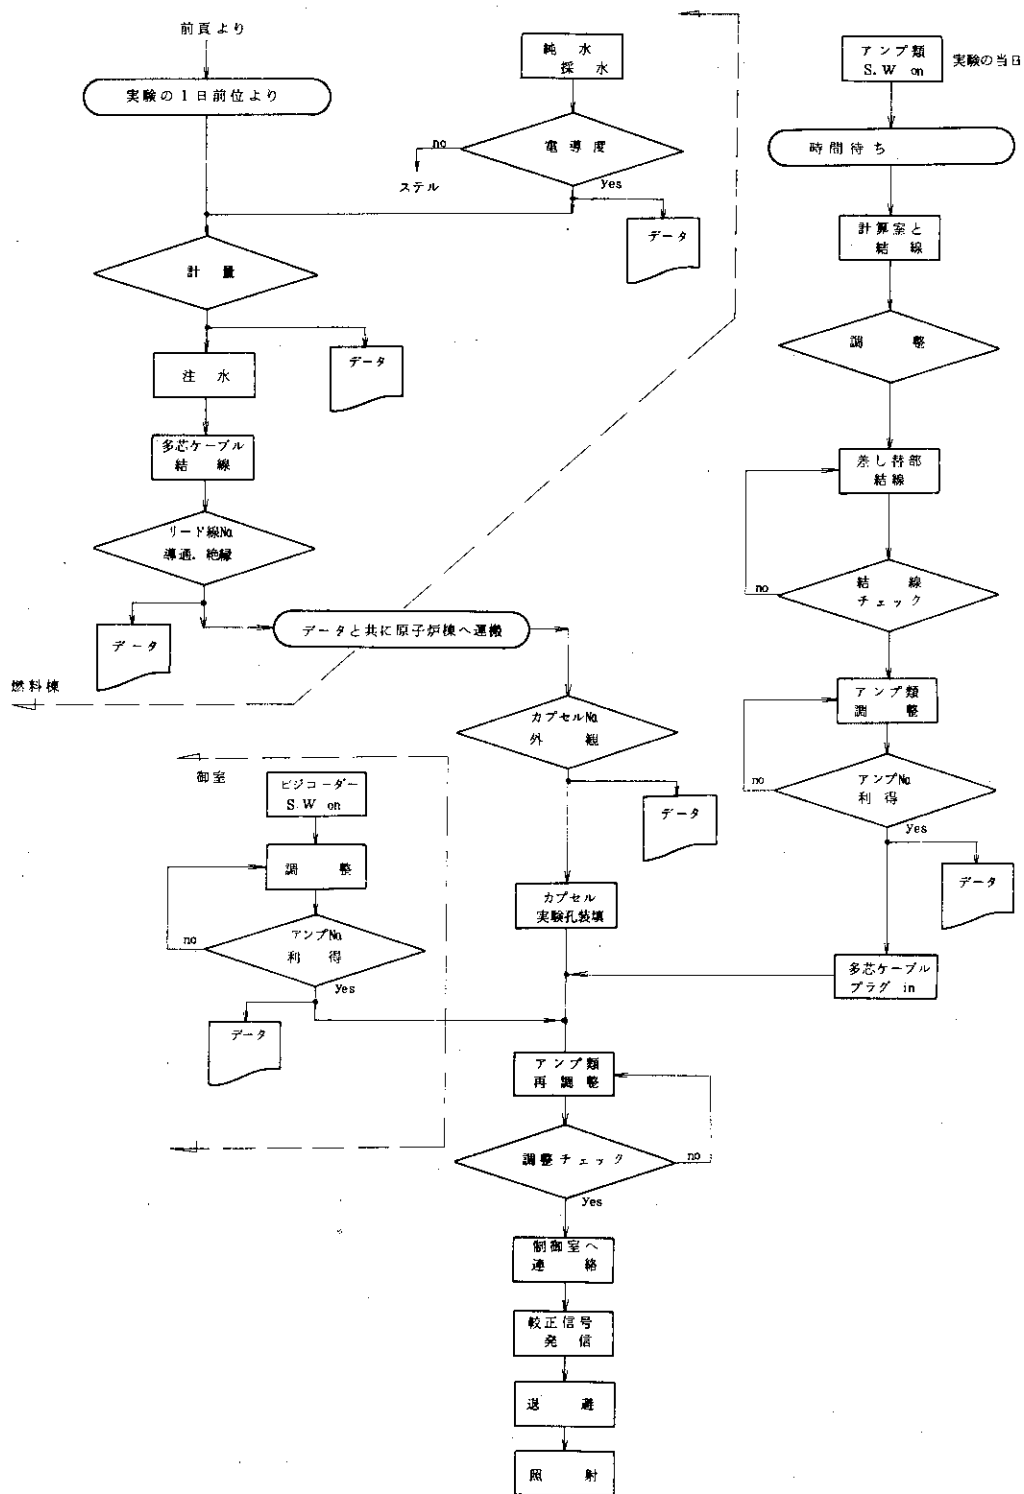 前頁より
実験の1日前位より
純水
採水
電導度
no
ステル
yes
データ
計量
データ
注水
多芯ケーブル
結線
リード線No.
導通.絶縁
データ
データと共に原子炉棟へ運搬
燃料棟
アンプ類
S.W on
実験の当日
時間待ち
計算室と
結線
調整
差し替部
結線
結線
チェック
no
アンプ類
調整
アンプNo.
利得
no
yes
データ
多芯ケーブル
プラグ in
カプセルNo.
外観
データ
カプセル
実験孔装填
御室
ビジコーダー
S.W on
調整
アンプNo.
利得
no
yes
データ
アンプ類
再調整
調整チェック
no
yes
制御室へ
連絡
較正信号
発信
退避
照射